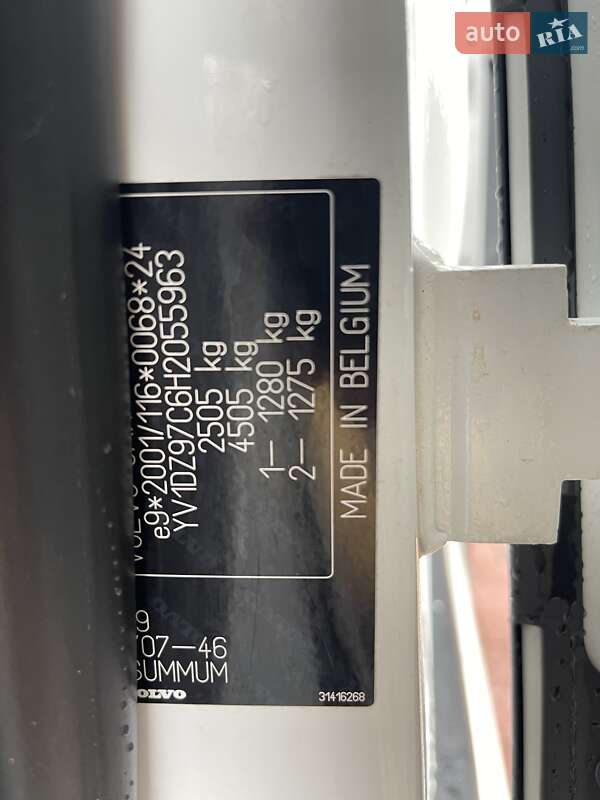 auto RIA.com
e9*2001/116*0068*24
YV1DZ97C6H2055963
2505 kg
4505 kg
1— 1280 kg
2— 1275 kg
MADE IN BELGIUM
07—46
SUMMUM
VOLVO
31416268